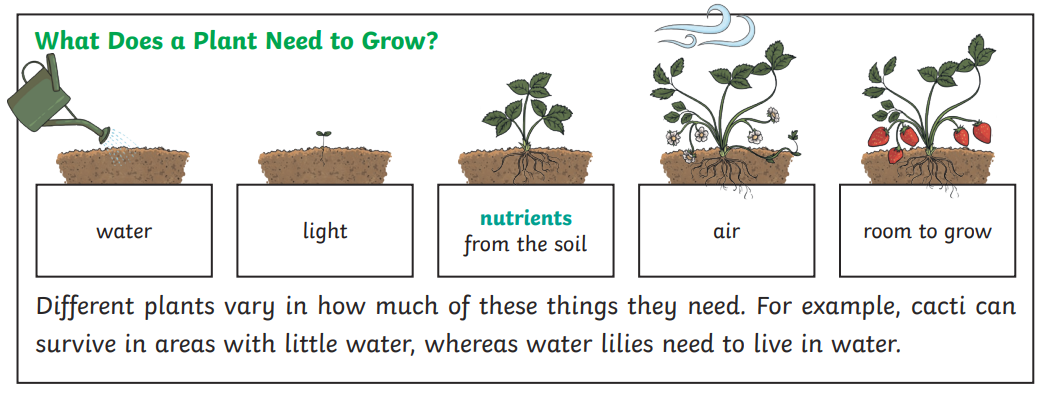 What Does a Plant Need to Grow?
water
light
nutrients
from the soil
air
room to grow
Different plants vary in how much of these things they need. For example, cacti can
survive in areas with little water, whereas water lilies need to live in water.